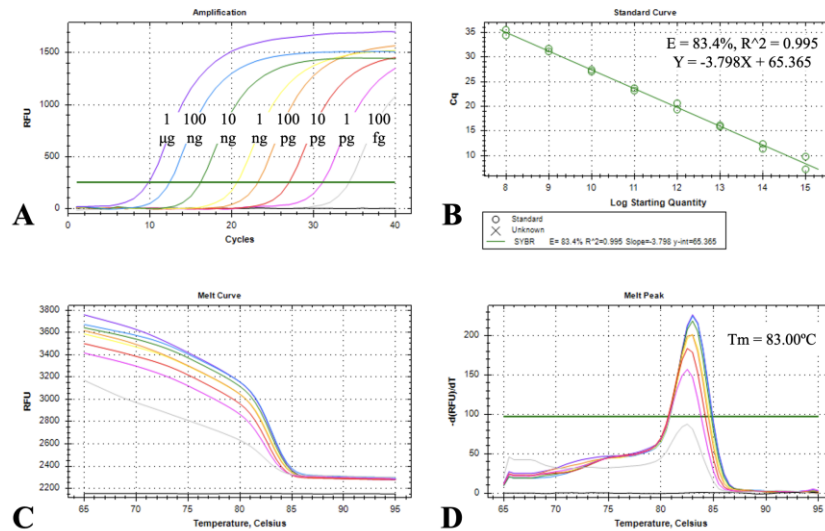 Amplification
1500
1000
500
0
RFU
1 100 10 1 100 10 1 100
µg ng ng ng pg pg pg fg
0 10 20 30 40
Cycles
A
Standard Curve
35
30
25
20
15
10
Cq
E = 83.4%, R^2 = 0.995
Y = -3.798X + 65.365
8 9 10 11 12 13 14 15
Log Starting Quantity
B
Standard
Unknown
SYBR E= 83.4% R^2=0.995 Slope=-3.798 y-int=65.365
Melt Curve
3800
3600
3400
3200
3000
2800
2600
2400
2200
RFU
65 70 75 80 85 90 95
Temperature, Celsius
C
Melt Peak
200
150
100
50
0
-d(RFU)/dT
Tm = 83.00ºC
65 70 75 80 85 90 95
Temperature, Celsius
D